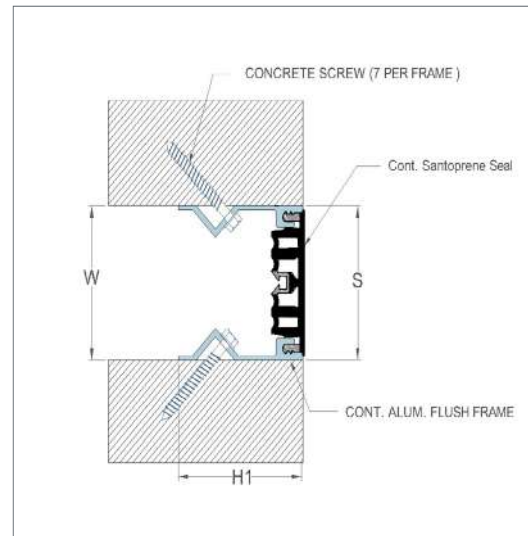 CONCRETE SCREW (7 PER FRAME )
Cont. Santoprene Seal
W
S
CONT. ALUM. FLUSH FRAME
H1